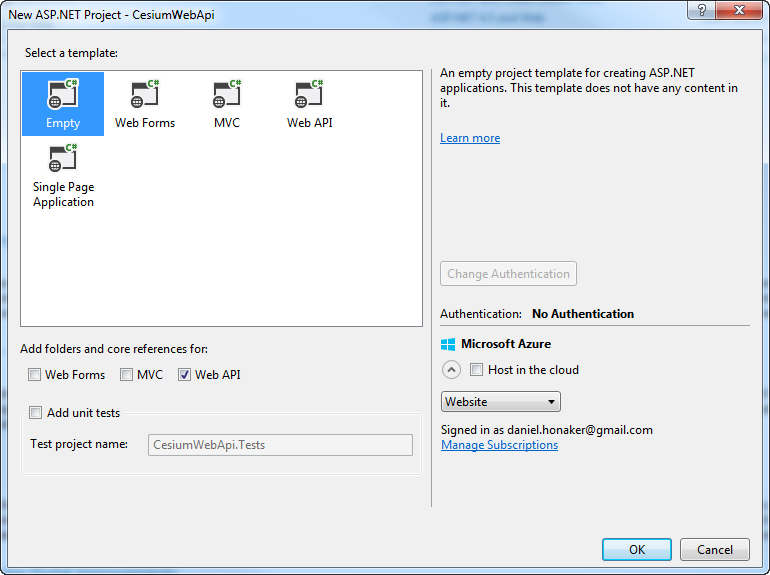 New ASP.NET Project - CesiumWebApi
Select a template:
C# C# C# C#
Empty Web Forms MVC Web API
C#
Single Page
Application
An empty project template for creating ASP.NET
applications. This template does not have any content in
it.
Learn more
Change Authentication
Authentication: No Authentication
Microsoft Azure
Host in the cloud
Website
Signed in as daniel.honaker@gmail.com
Manage Subscriptions
Add folders and core references for:
Web Forms MVC Web API
Add unit tests
Test project name: CesiumWebApi.Tests
OK Cancel